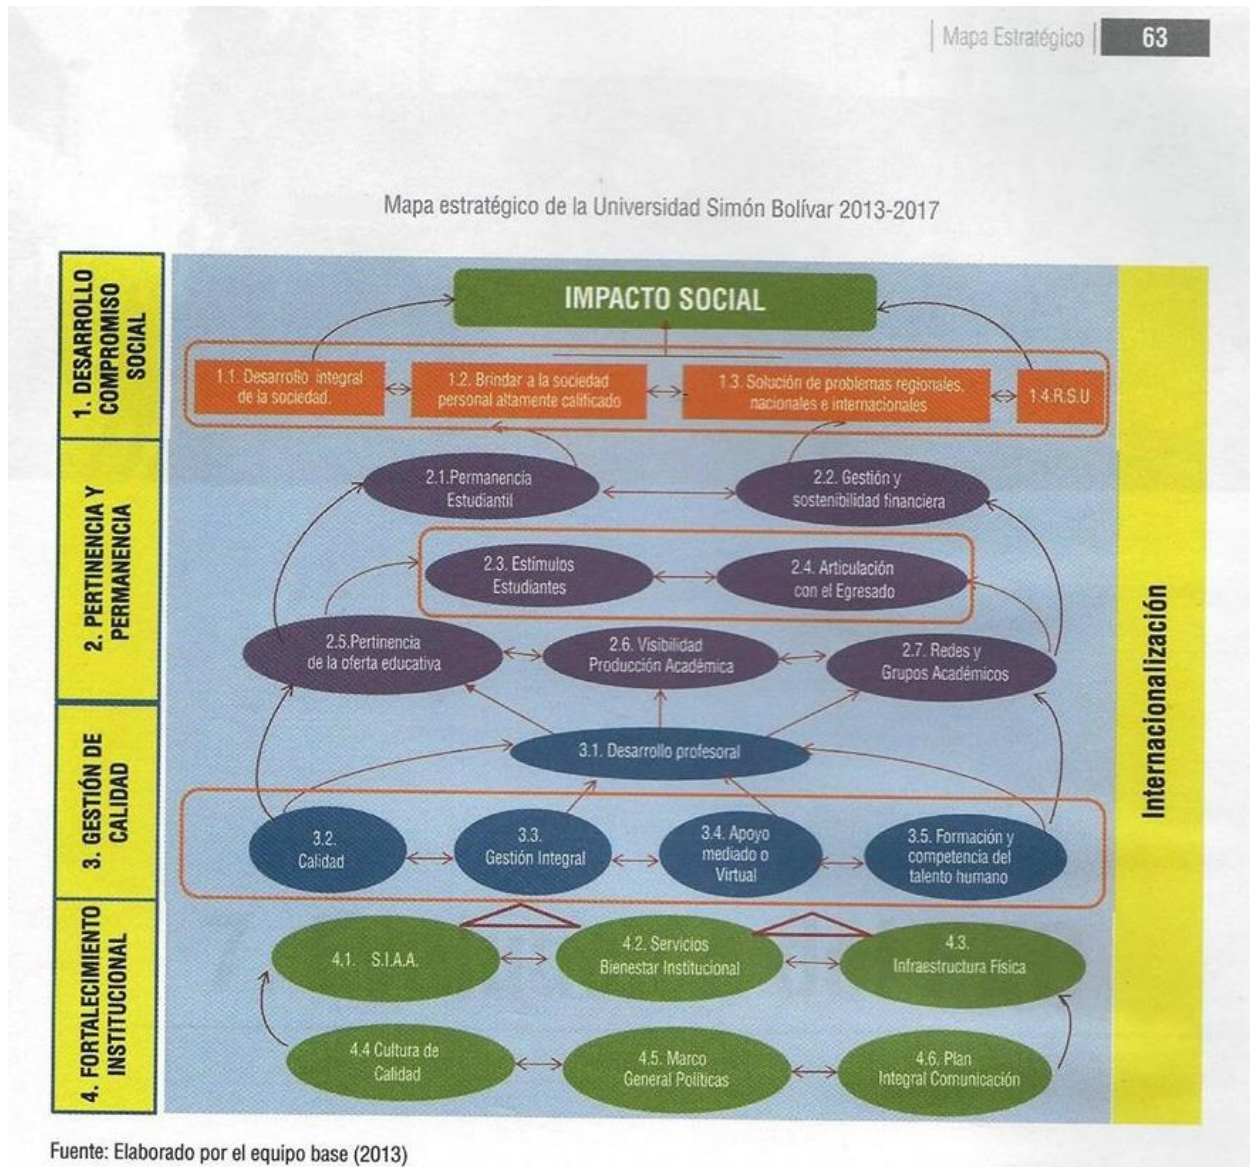 Mapa Estratégico
63
Mapa estratégico de la Universidad Simón Bolívar 2013-2017
1. DESARROLLO
COMPROMISO
SOCIAL
IMPACTO SOCIAL
1.1. Desarrollo integral
de la sociedad.
1.2. Brindar a la sociedad
personal altamente calificado
1.3. Solución de problemas regionales,
nacionales e internacionales
1.4.R.S.U
2. PERTINENCIA Y
PERMANENCIA
2.1.Permanencia
Estudiantil
2.2. Gestión y
sostenibilidad financiera
2.3. Estímulos
Estudiantes
2.4. Articulación
con el Egresado
2.5.Pertinencia
de la oferta educativa
2.6. Visibilidad
Producción Académica
2.7. Redes y
Grupos Académicos
3. GESTIÓN DE
CALIDAD
3.1. Desarrollo profesoral
3.2.
Calidad
3.3.
Gestión Integral
3.4. Apoyo
mediado o
Virtual
3.5. Formación y
competencia del
talento humano
4. FORTALECIMIENTO
INSTITUCIONAL
4.1. S.I.A.A.
4.2. Servicios
Bienestar Institucional
4.3.
Infraestructura Física
4.4 Cultura de
Calidad
4.5. Marco
General Políticas
4.6. Plan
Integral Comunicación
Internacionalización
Fuente: Elaborado por el equipo base (2013)